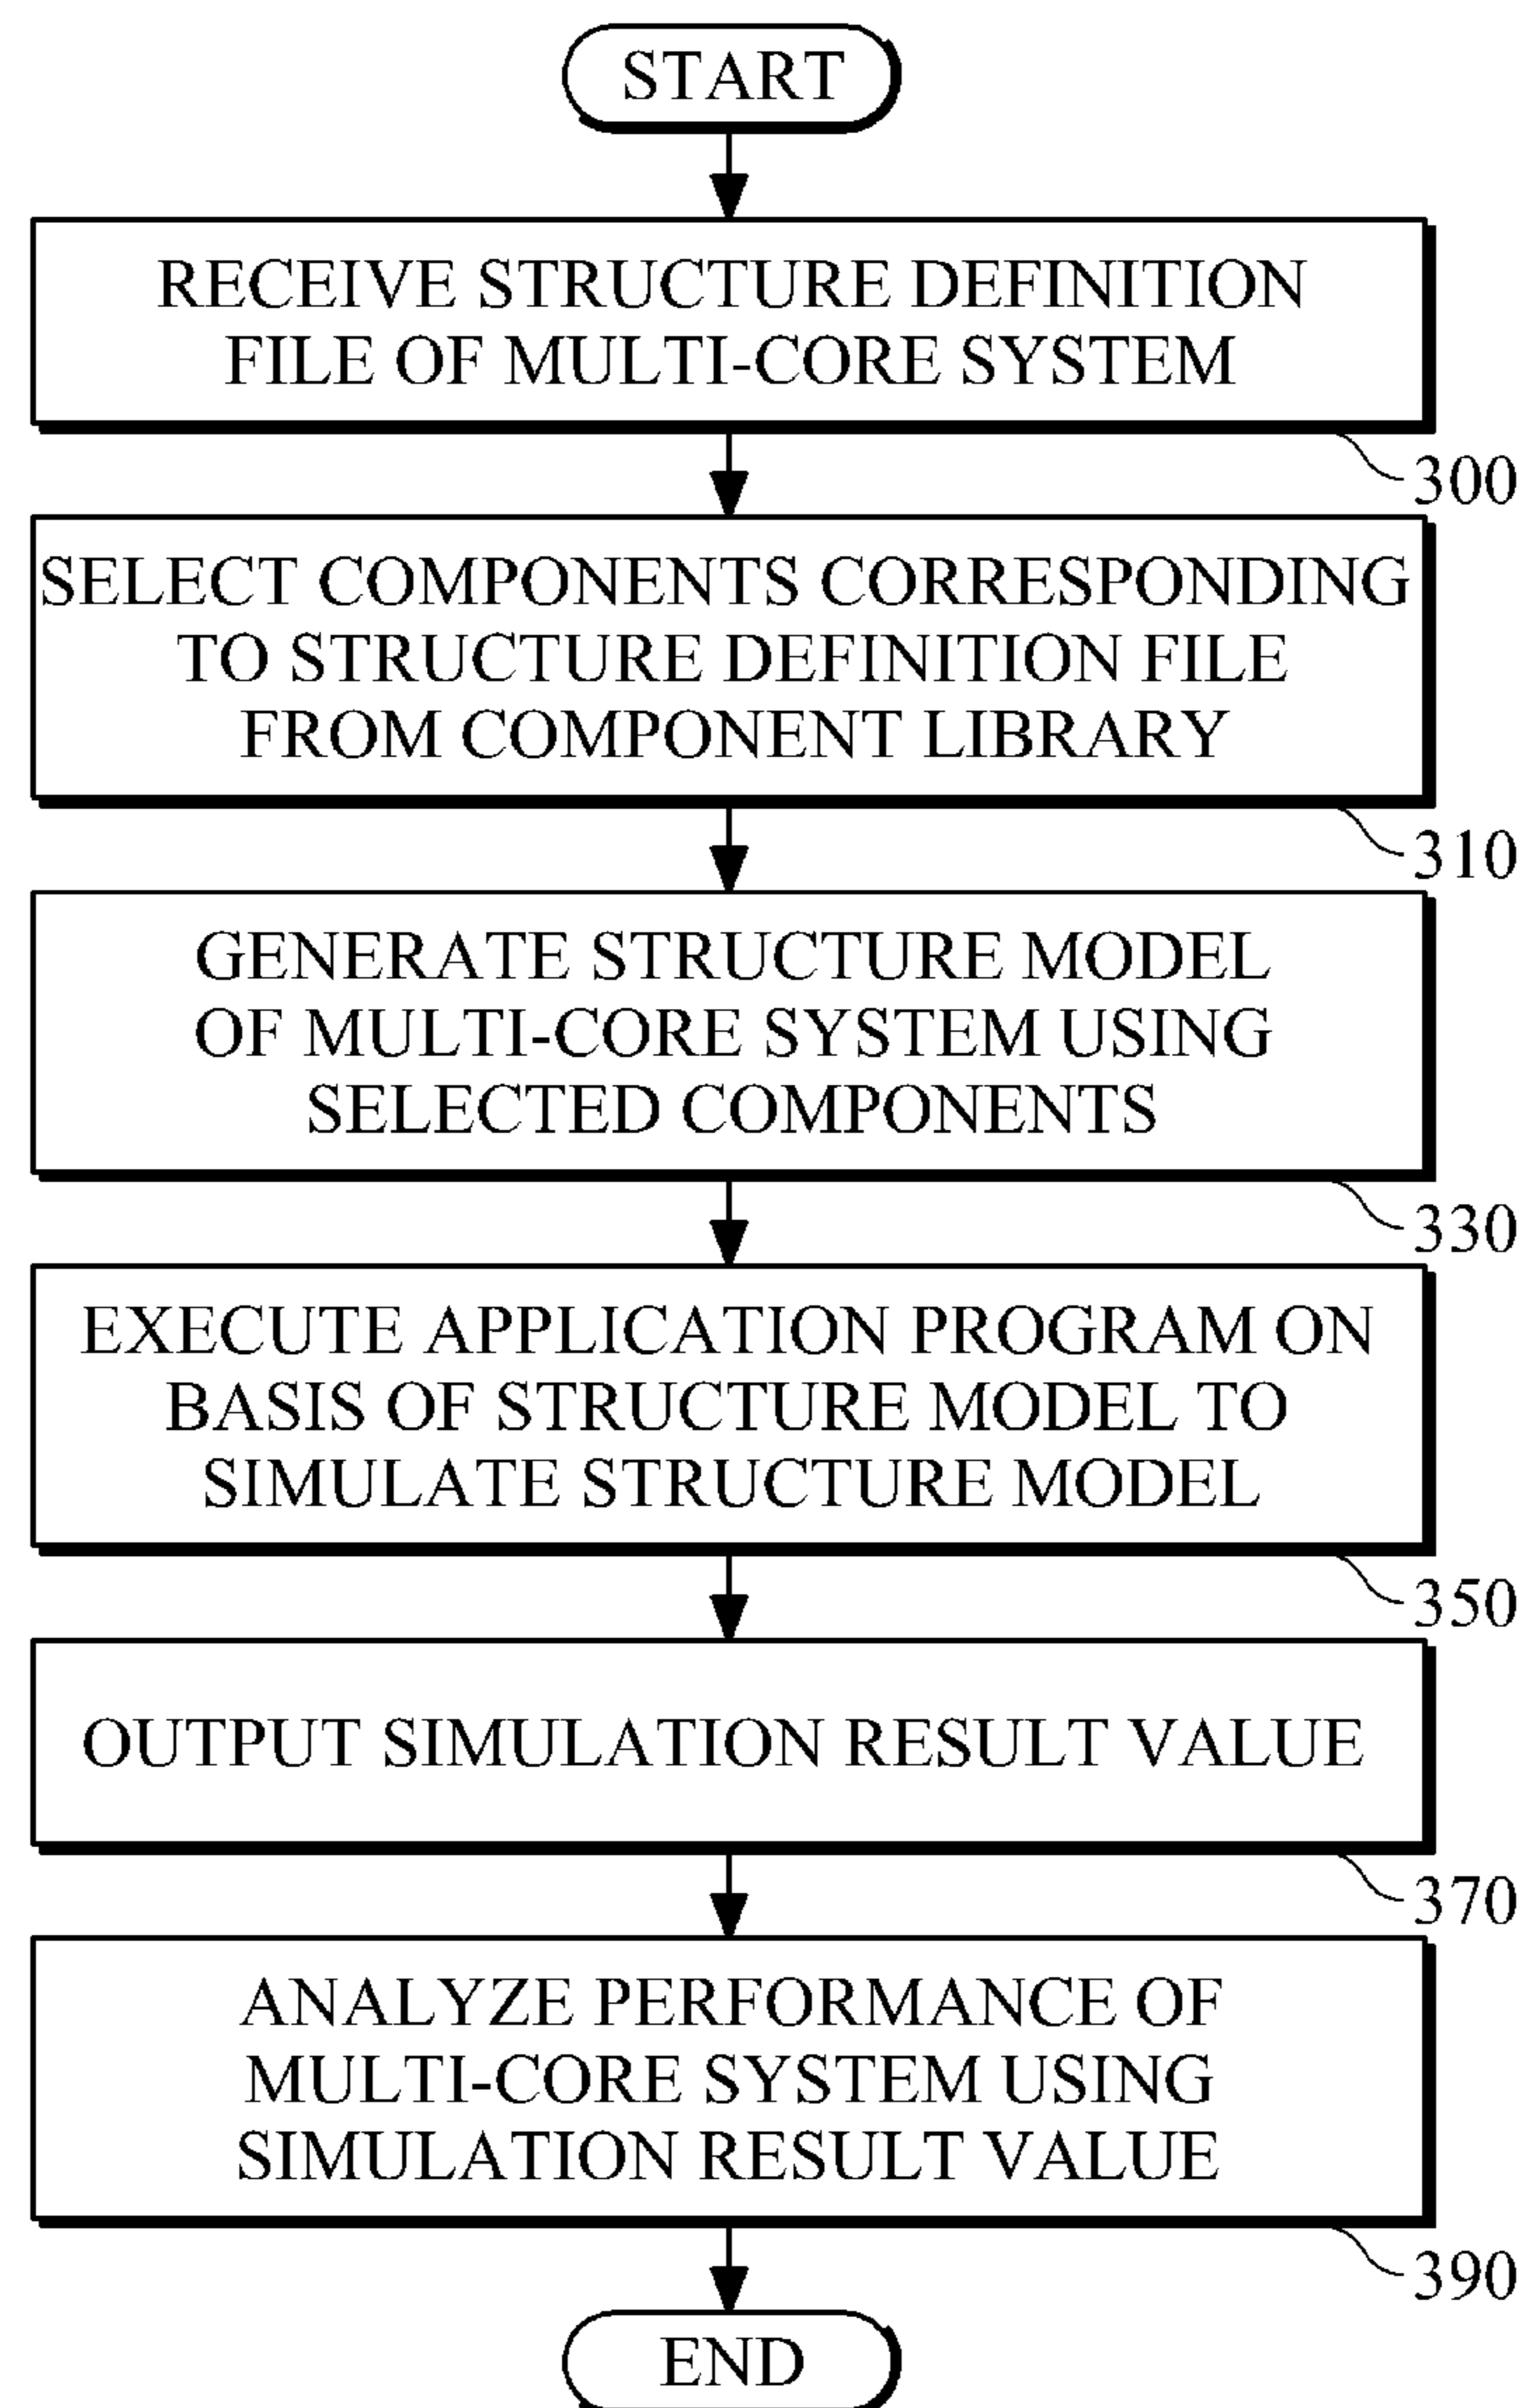 START
RECEIVE STRUCTURE DEFINITION
FILE OF MULTI-CORE SYSTEM
300
SELECT COMPONENTS CORRESPONDING
TO STRUCTURE DEFINITION FILE
FROM COMPONENT LIBRARY
310
GENERATE STRUCTURE MODEL
OF MULTI-CORE SYSTEM USING
SELECTED COMPONENTS
330
EXECUTE APPLICATION PROGRAM ON
BASIS OF STRUCTURE MODEL TO
SIMULATE STRUCTURE MODEL
350
OUTPUT SIMULATION RESULT VALUE
370
ANALYZE PERFORMANCE OF
MULTI-CORE SYSTEM USING
SIMULATION RESULT VALUE
390
END